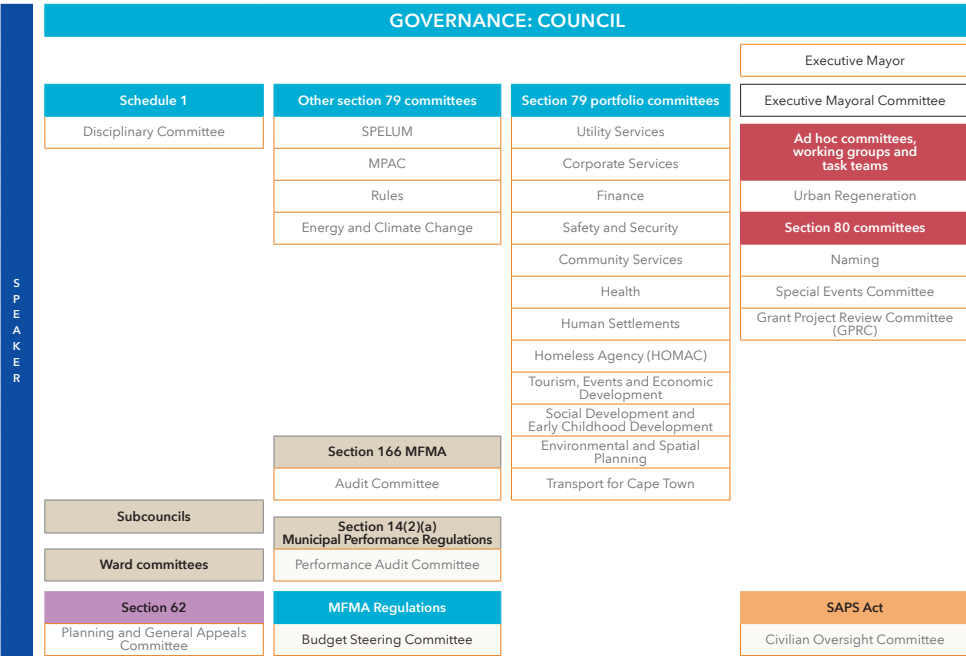 GOVERNANCE: COUNCIL
SPEAKER
Executive Mayor
Executive Mayoral Committee
Schedule 1
Disciplinary Committee
Other section 79 committees
SPELUM
MPAC
Rules
Energy and Climate Change
Section 79 portfolio committees
Utility Services
Corporate Services
Finance
Safety and Security
Community Services
Health
Human Settlements
Homeless Agency (HOMAC)
Tourism, Events and Economic
Development
Social Development and
Early Childhood Development
Environmental and Spatial
Planning
Transport for Cape Town
Ad hoc committees,
working groups and
task teams
Urban Regeneration
Section 80 committees
Naming
Special Events Committee
Grant Project Review Committee
(GPRC)
Section 166 MFMA
Audit Committee
Subcouncils
Section 14(2)(a)
Municipal Performance Regulations
Performance Audit Committee
Ward committees
Section 62
Planning and General Appeals
Committee
MFMA Regulations
Budget Steering Committee
SAPS Act
Civilian Oversight Committee